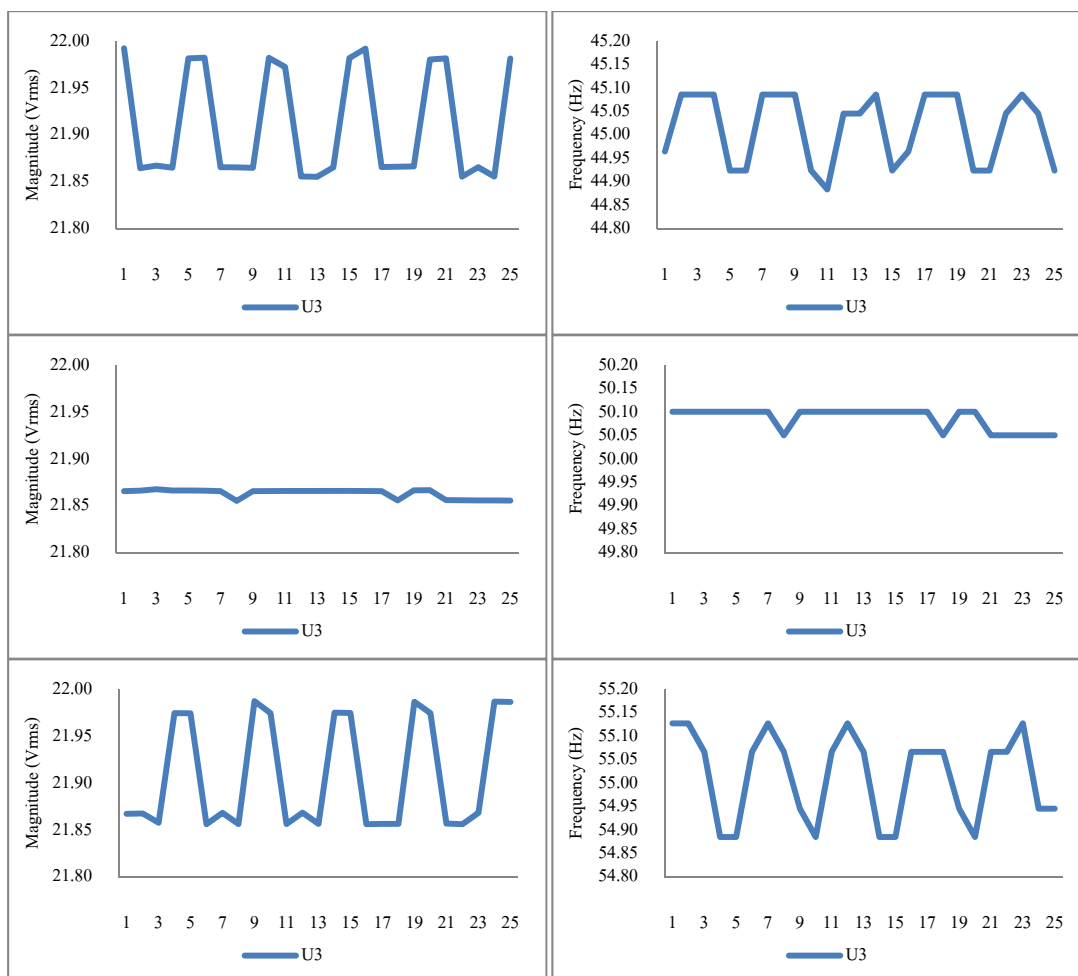 Magnitude (Vrms)
22.00
21.95
21.90
21.85
21.80
1 3 5 7 9 11 13 15 17 19 21 23 25
U3
Frequency (Hz)
45.20
45.15
45.10
45.05
45.00
44.95
44.90
44.85
44.80
1 3 5 7 9 11 13 15 17 19 21 23 25
U3
Magnitude (Vrms)
22.00
21.95
21.90
21.85
21.80
1 3 5 7 9 11 13 15 17 19 21 23 25
U3
Frequency (Hz)
50.20
50.15
50.10
50.05
50.00
49.95
49.90
49.85
49.80
1 3 5 7 9 11 13 15 17 19 21 23 25
U3
Magnitude (Vrms)
22.00
21.95
21.90
21.85
21.80
1 3 5 7 9 11 13 15 17 19 21 23 25
U3
Frequency (Hz)
55.20
55.15
55.10
55.05
55.00
54.95
54.90
54.85
54.80
1 3 5 7 9 11 13 15 17 19 21 23 25
U3